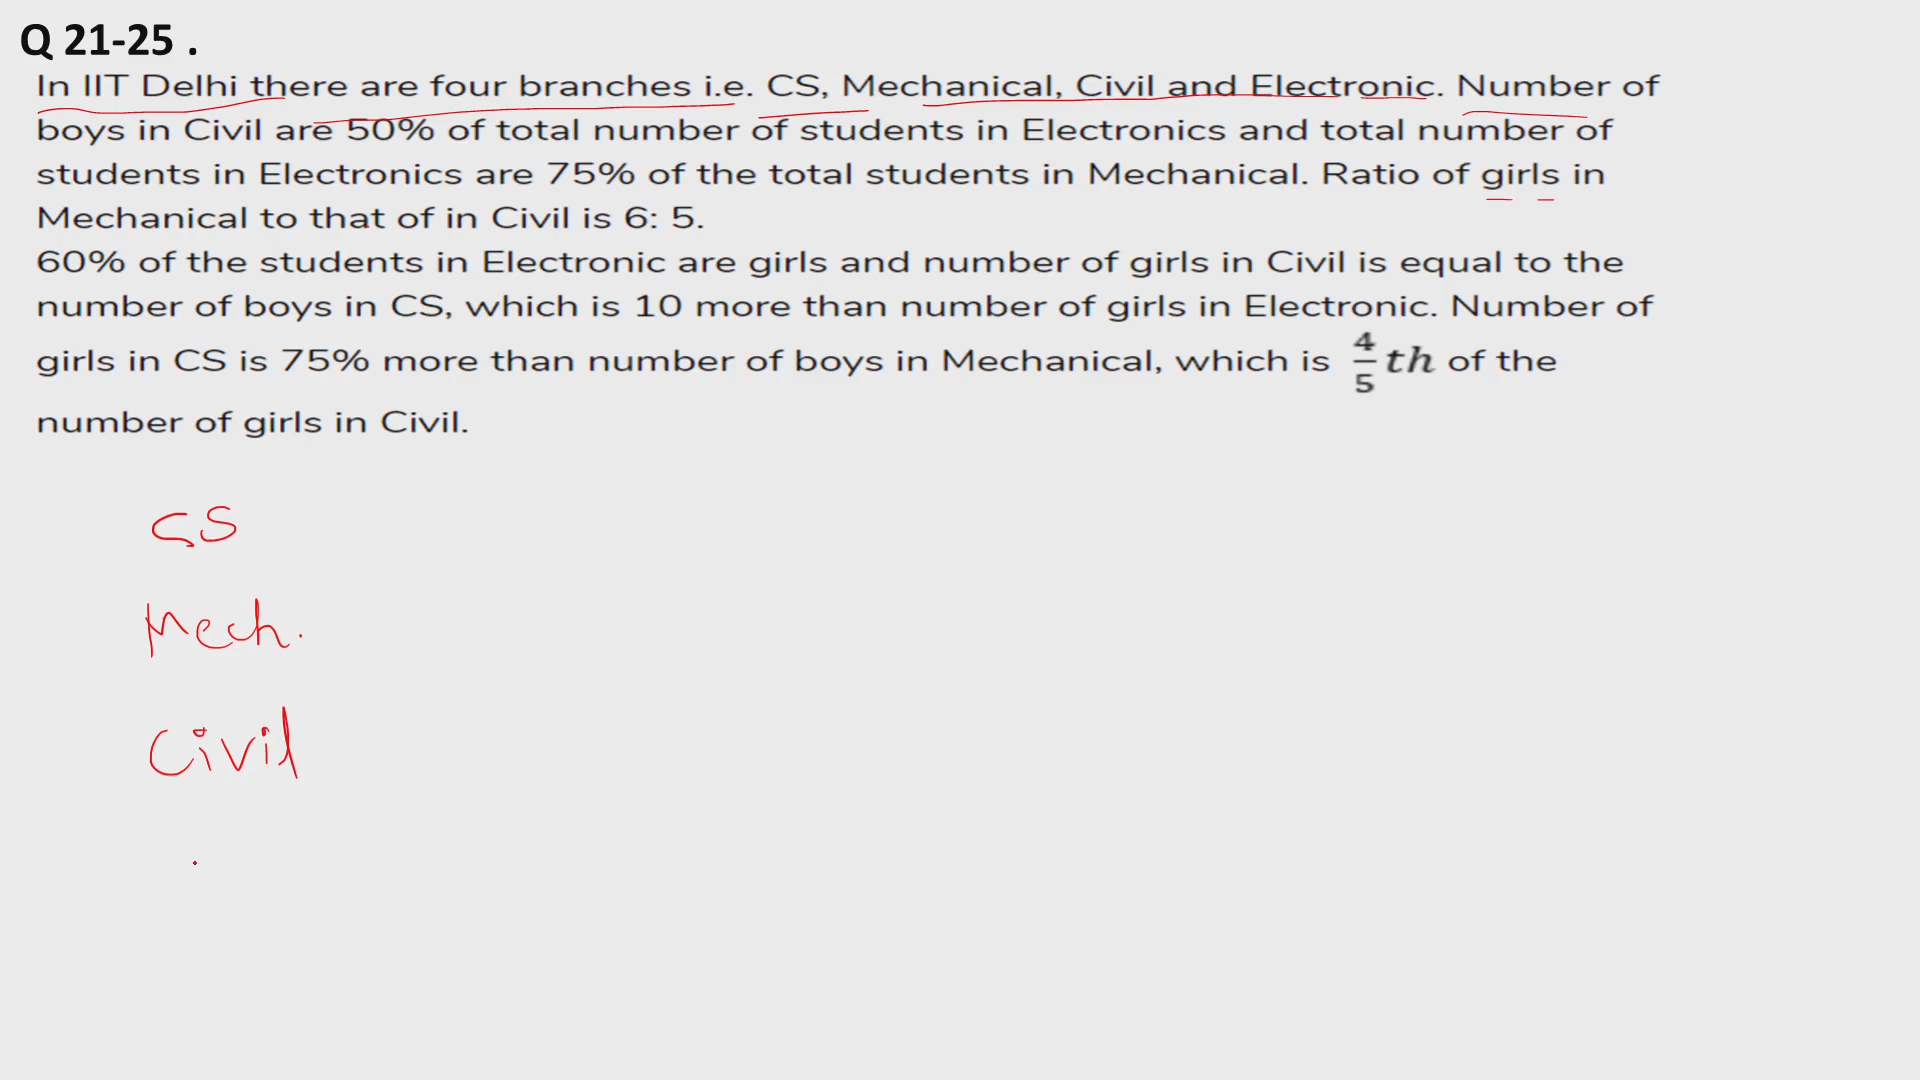 Q 21-25 .
In IIT Delhi there are four branches i.e. CS, Mechanical, Civil and Electronic. Number of
boys in Civil are 50% of total number of students in Electronics and total number of
students in Electronics are 75% of the total students in Mechanical. Ratio of girls in
Mechanical to that of in Civil is 6: 5.
60% of the students in Electronic are girls and number of girls in Civil is equal to the
number of boys in CS, which is 10 more than number of girls in Electronic. Number of
girls in CS is 75% more than number of boys in Mechanical, which is 4/5 th of the
number of girls in Civil.
CS
Mech.
Civil